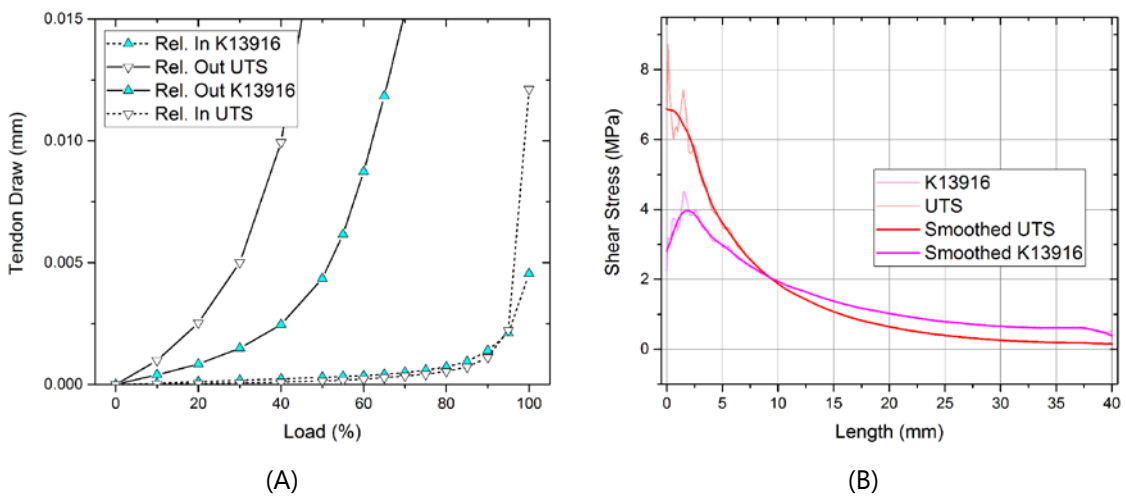 0.015
0.010
0.005
0.000
Tendon Draw (mm)
Rel. In K13916
Rel. Out UTS
Rel. Out K13916
Rel. In UTS
0 20 40 60 80 100
Load (%)
(A)
8
6
4
2
0
Shear Stress (MPa)
K13916
UTS
Smoothed UTS
Smoothed K13916
0 5 10 15 20 25 30 35 40
Length (mm)
(B)